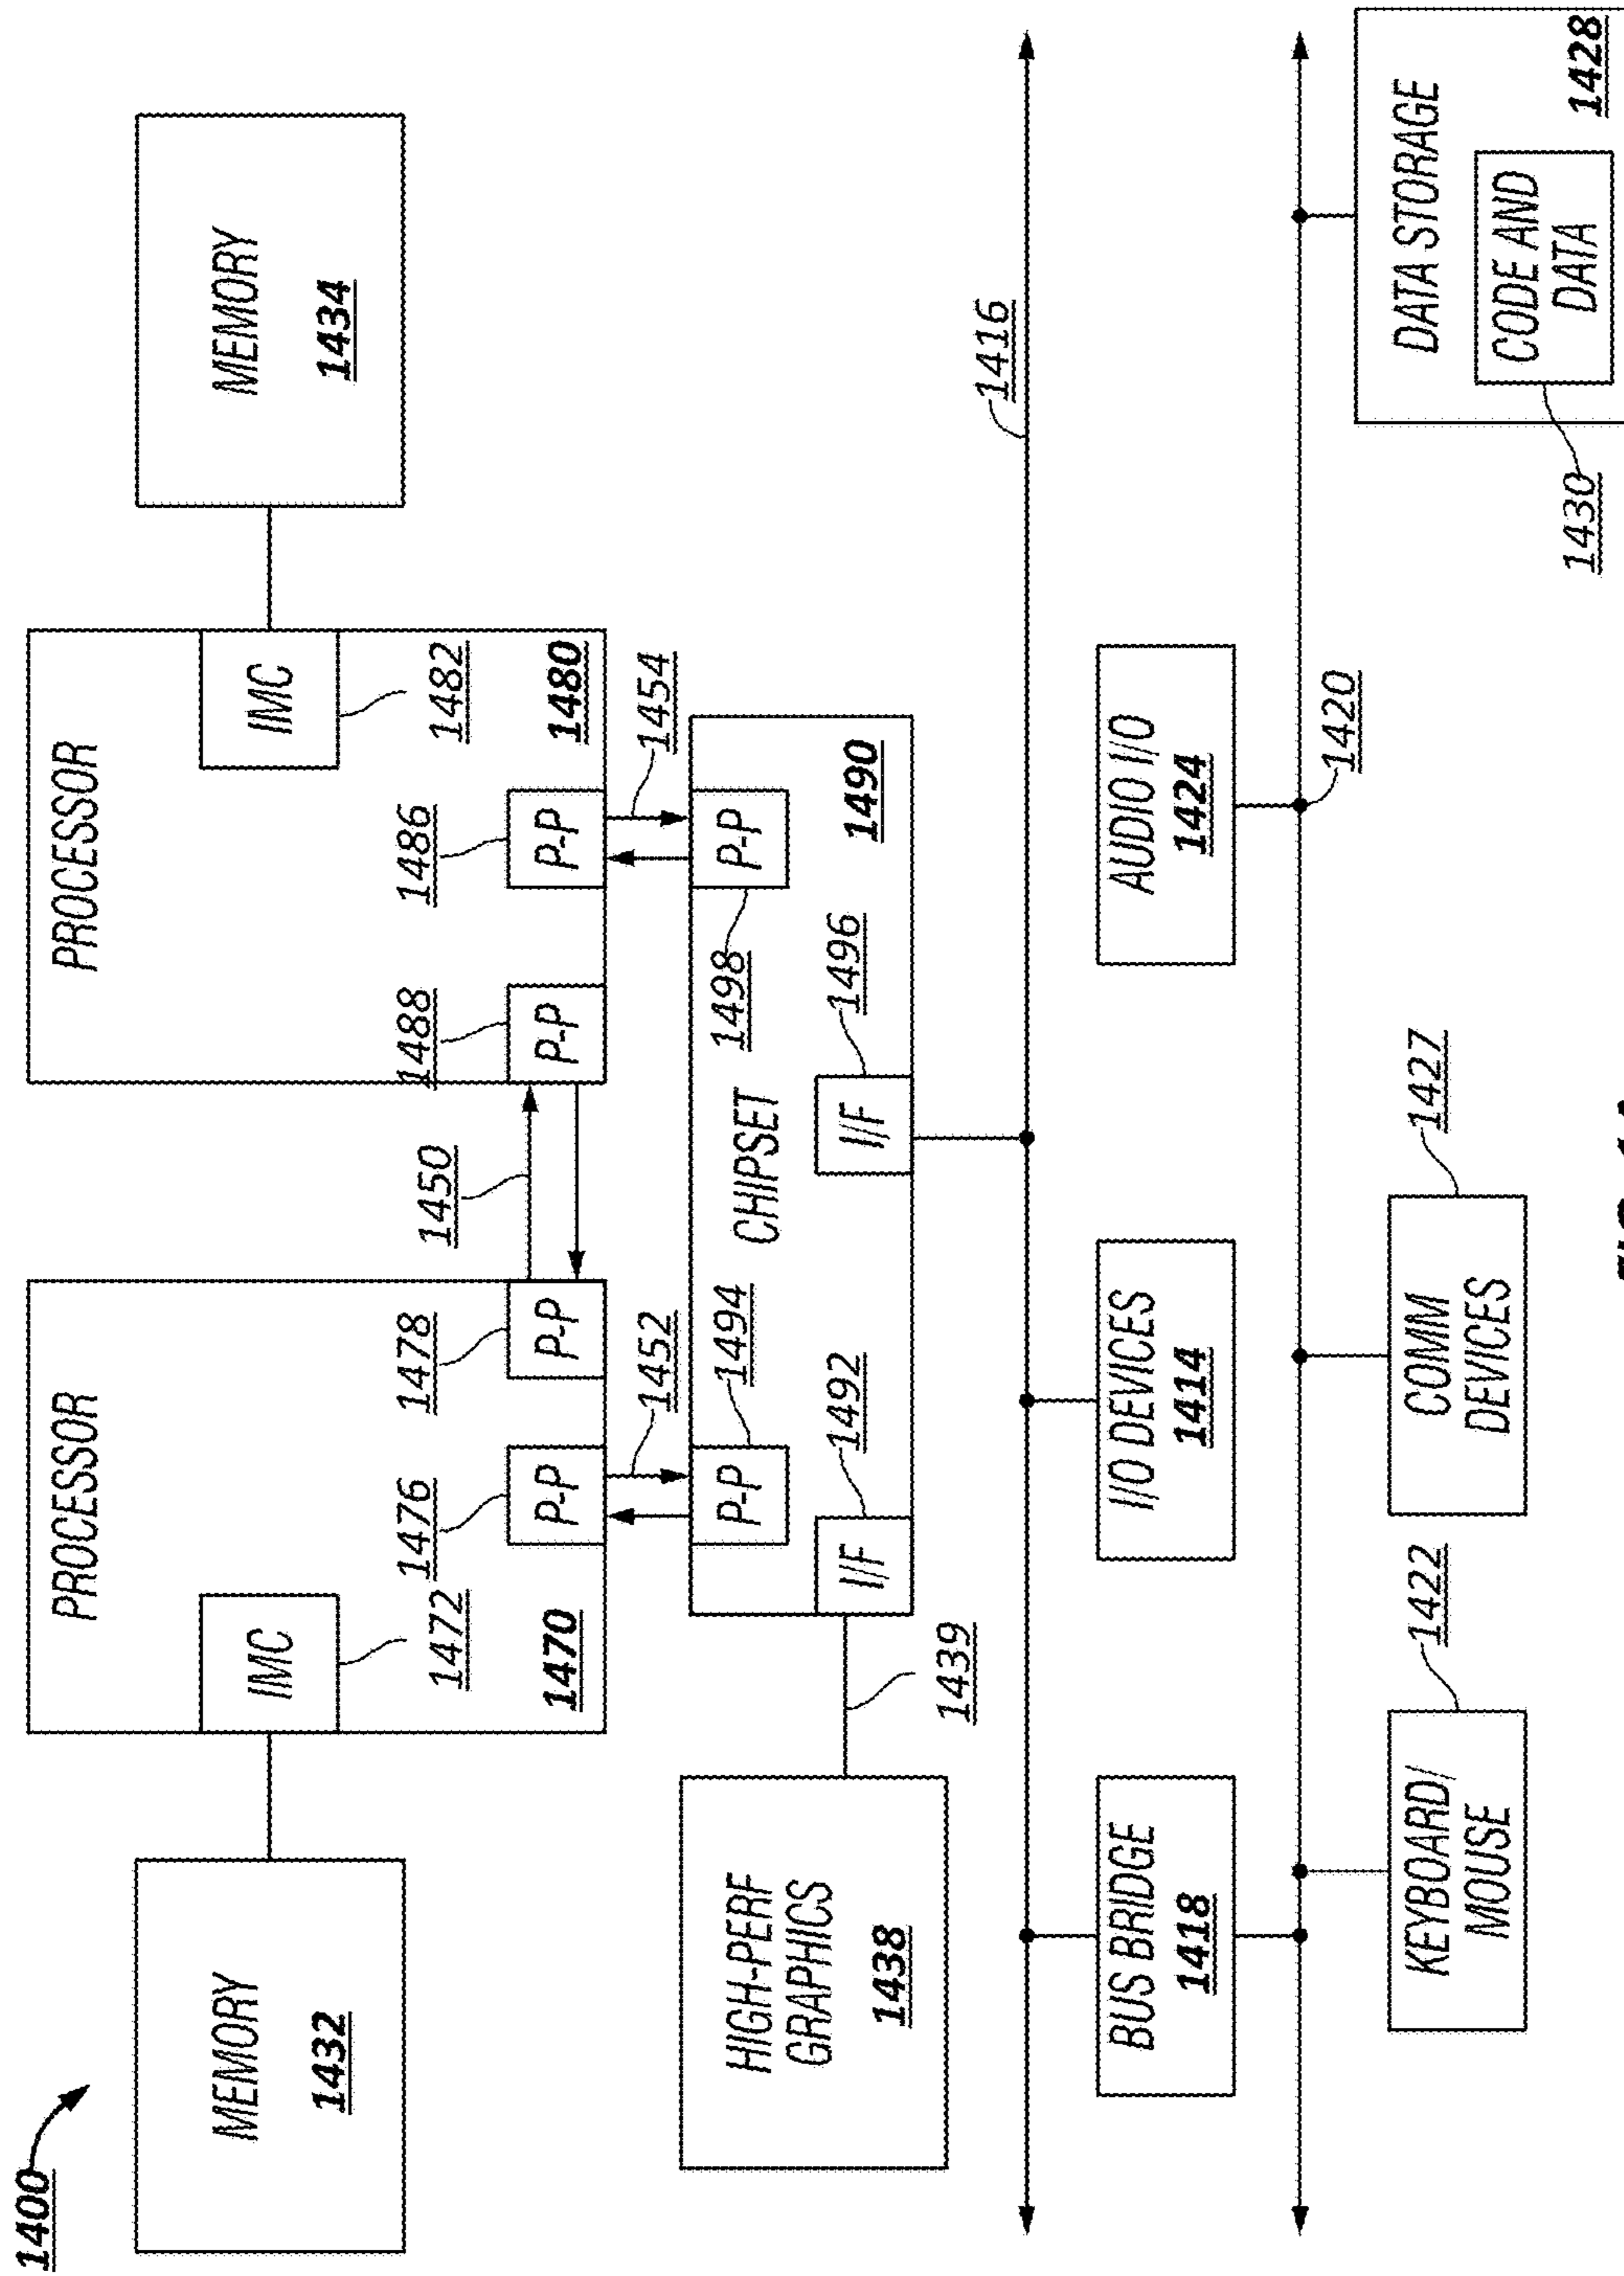 1400
MEMORY
1432
PROCESSOR
IMC
1472
1470
1476
P-P
1478
P-P
1450
PROCESSOR
1488
P-P
1486
P-P
IMC
1482
1480
MEMORY
1434
1452
1454
HIGH-PERF
GRAPHICS
1438
1439
P-P
1494
CHIPSET
1498
P-P
1490
I/F
1492
I/F
1496
1416
BUS BRIDGE
1418
I/O DEVICES
1414
AUDIO I/O
1424
1420
KEYBOARD/
MOUSE
1422
COMM
DEVICES
1427
DATA STORAGE
CODE AND
DATA
1430
1428